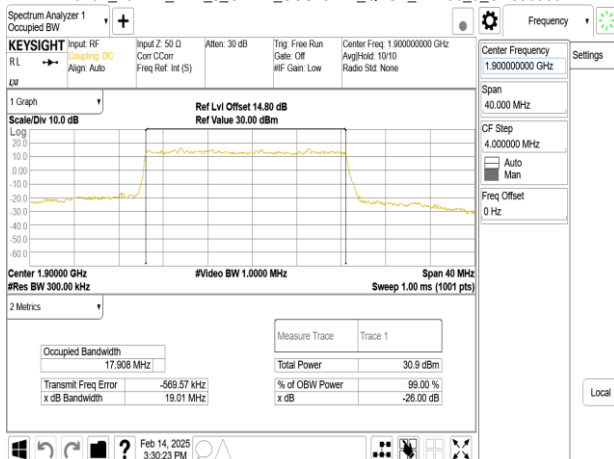 Spectrum Analyzer 1
Occupied BW
Frequency
KEYSIGHT
RL
LXI
Input: RF
Coupling: DC
Align: Auto
Input Z: 50 Ω
Corr CCorr
Freq Ref: Int (S)
Atten: 30 dB
Trig: Free Run
Gate: Off
#IF Gain: Low
Center Freq: 1.900000000 GHz
Avg|Hold: 10/10
Radio Std: None
Center Frequency
1.900000000 GHz
Settings
Span
40.000 MHz
CF Step
4.000000 MHz
Auto
Man
Freq Offset
0 Hz
1 Graph
Scale/Div 10.0 dB
Ref Lvl Offset 14.80 dB
Ref Value 30.00 dBm
Log
20.0
10.0
0.00
-10.0
-20.0
-30.0
-40.0
-50.0
-60.0
Center 1.90000 GHz
#Res BW 300.00 kHz
#Video BW 1.0000 MHz
Span 40 MHz
Sweep 1.00 ms (1001 pts)
2 Metrics
Measure Trace Trace 1
Occupied Bandwidth
17.908 MHz
Total Power 30.9 dBm
Transmit Freq Error -569.57 kHz
% of OBW Power 99.00 %
x dB Bandwidth 19.01 MHz
x dB -26.00 dB
Local
Feb 14, 2025
3:30:23 PM